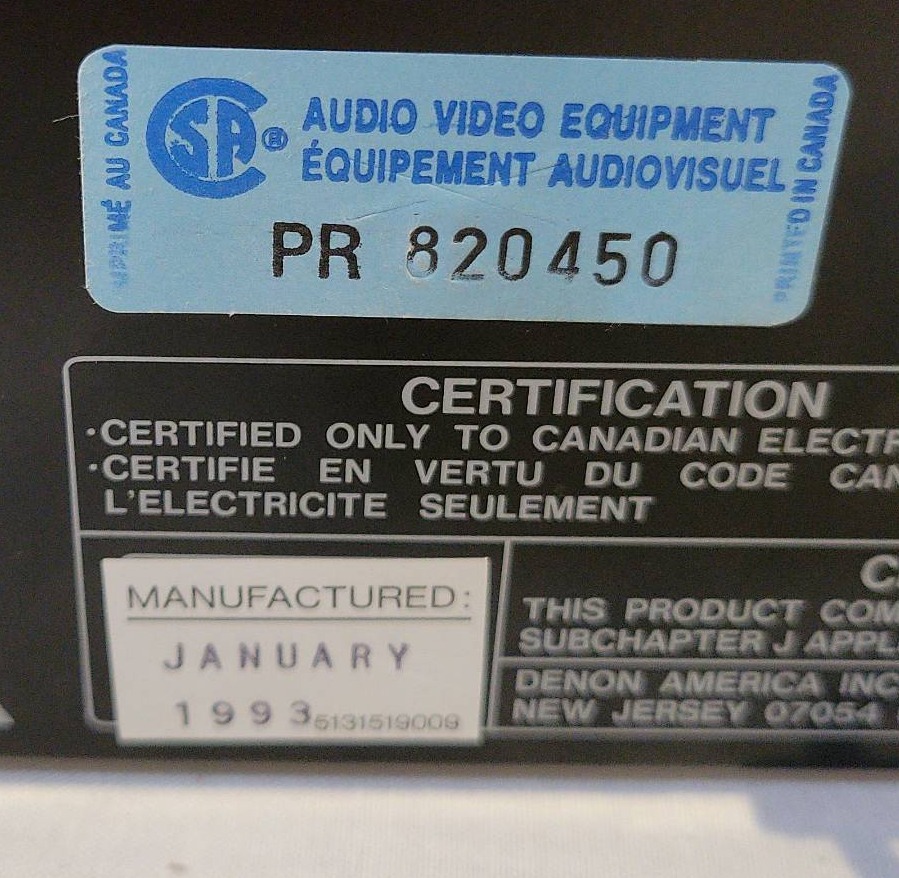 IMPRIMÉ AU CANADA
CSA ®
AUDIO VIDEO EQUIPMENT
ÉQUIPEMENT AUDIOVISUEL
PR 820450
PRINTED IN CANADA
CERTIFICATION
·CERTIFIED ONLY TO CANADIAN ELECTR
·CERTIFIE EN VERTU DU CODE CAN
L'ELECTRICITE SEULEMENT
MANUFACTURED:
JANUARY
1993
5131519009
C
THIS PRODUCT COM
SUBCHAPTER J APPL
DENON AMERICA INC
NEW JERSEY 07054